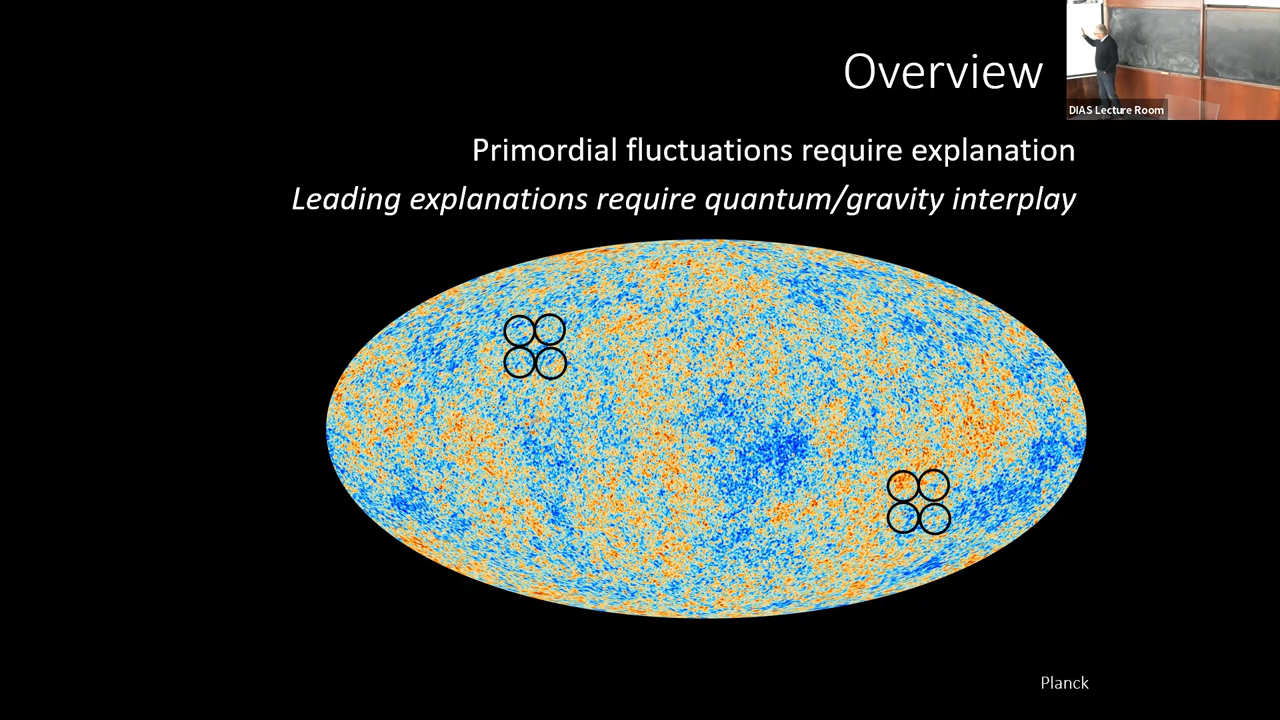 Overview
DIAS Lecture Room
Primordial fluctuations require explanation
Leading explanations require quantum/gravity interplay
Planck